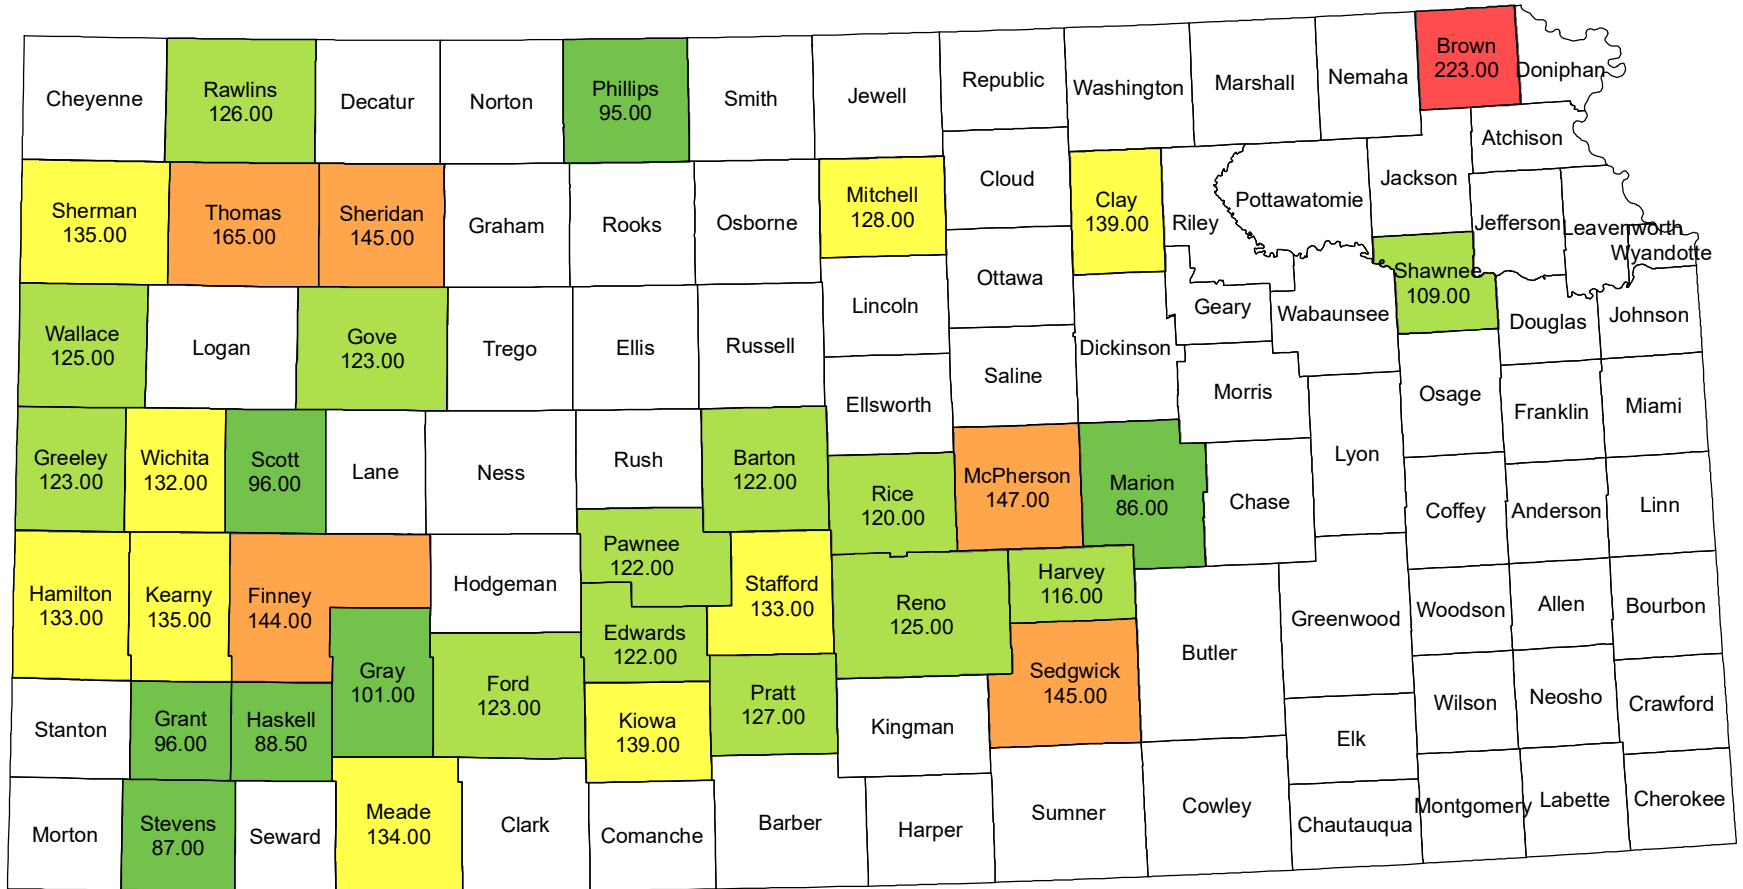 Cheyenne
Rawlins
126.00
Decatur
Norton
Phillips
95.00
Smith
Jewell
Republic
Washington
Marshall
Nemaha
Brown
223.00
Doniphan
Atchison
Sherman
135.00
Thomas
165.00
Sheridan
145.00
Graham
Rooks
Osborne
Mitchell
128.00
Cloud
Clay
139.00
Riley
Pottawatomie
Jackson
Jefferson
Leavenworth
Wyandotte
Shawnee
109.00
Ottawa
Lincoln
Geary
Wabaunsee
Douglas
Johnson
Wallace
125.00
Logan
Gove
123.00
Trego
Ellis
Russell
Dickinson
Saline
Ellsworth
Morris
Osage
Franklin
Miami
Greeley
123.00
Wichita
132.00
Scott
96.00
Lane
Ness
Rush
Barton
122.00
Rice
120.00
McPherson
147.00
Marion
86.00
Chase
Lyon
Coffey
Anderson
Linn
Hamilton
133.00
Kearny
135.00
Finney
144.00
Hodgeman
Pawnee
122.00
Stafford
133.00
Reno
125.00
Harvey
116.00
Greenwood
Woodson
Allen
Bourbon
Gray
101.00
Edwards
122.00
Ford
123.00
Sedgwick
145.00
Butler
Stanton
Grant
96.00
Haskell
88.50
Kiowa
139.00
Pratt
127.00
Kingman
Elk
Wilson
Neosho
Crawford
Morton
Stevens
87.00
Seward
Meade
134.00
Clark
Comanche
Barber
Harper
Sumner
Cowley
Chautauqua
Montgomery
Labette
Cherokee